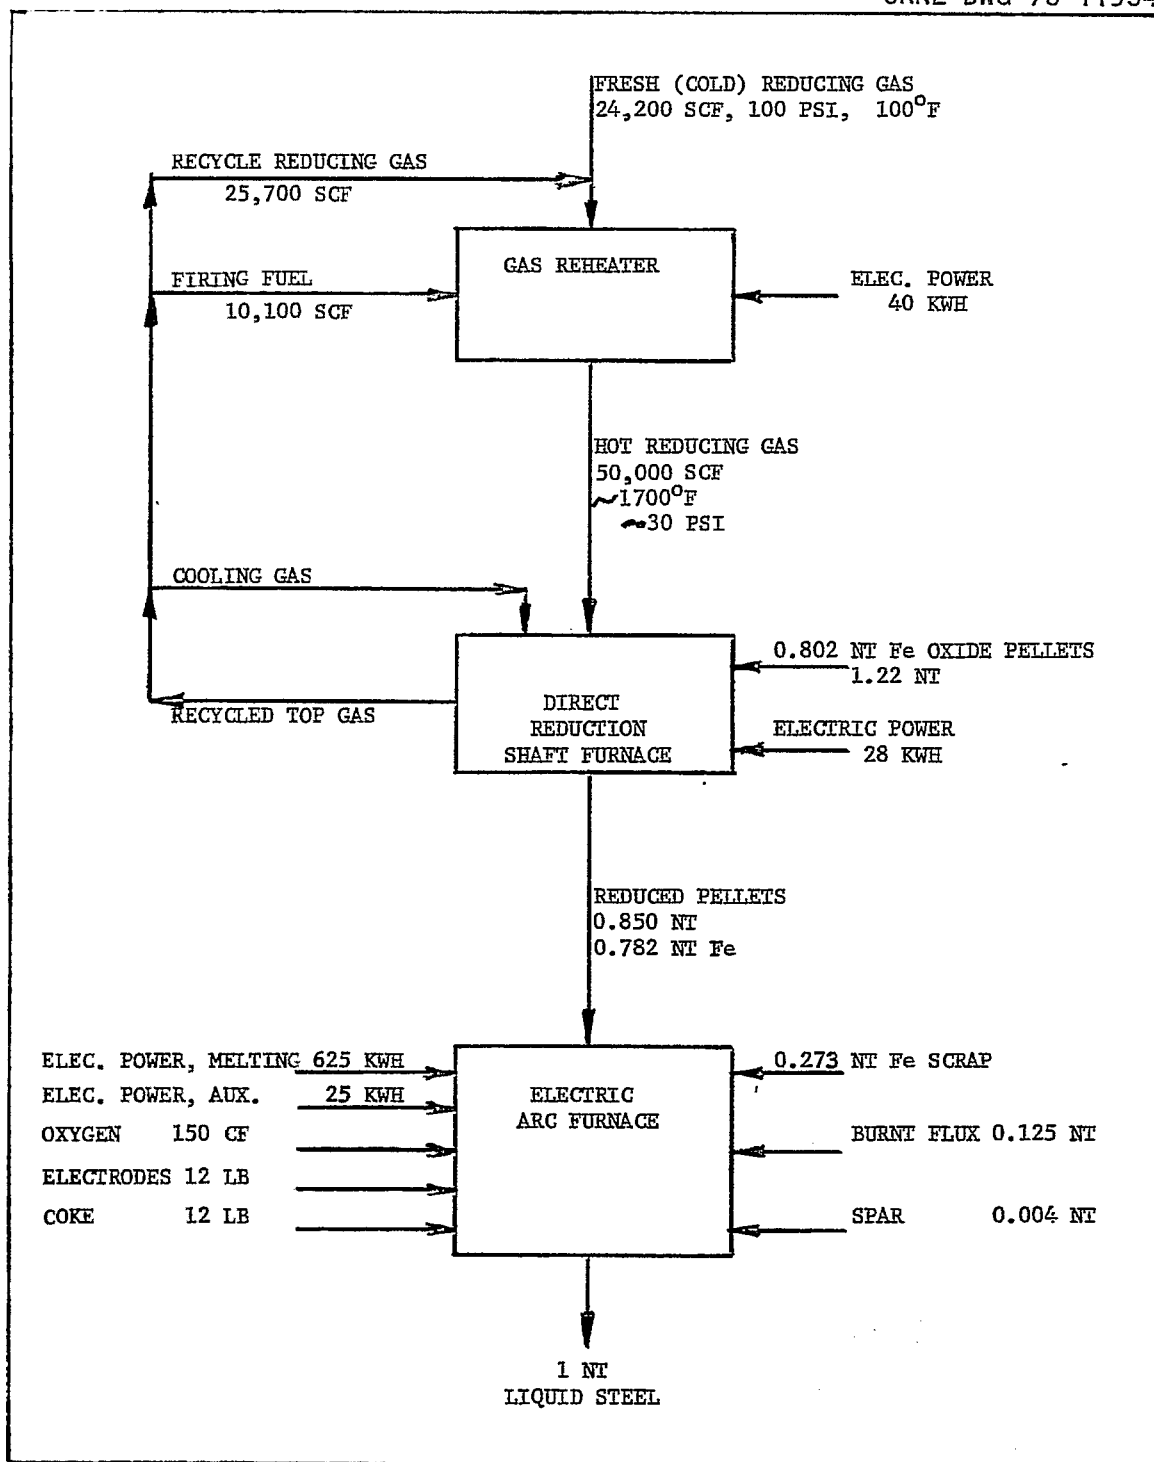 FRESH (COLD) REDUCING GAS
24,200 SCF, 100 PSI, 100°F
RECYCLE REDUCING GAS
25,700 SCF
GAS REHEATER
FIRING FUEL
10,100 SCF
ELEC. POWER
40 KWH
HOT REDUCING GAS
50,000 SCF
~1700°F
~30 PSI
COOLING GAS
0.802 NT Fe OXIDE PELLETS
1.22 NT
RECYCLED TOP GAS
DIRECT
REDUCTION
SHAFT FURNACE
ELECTRIC POWER
28 KWH
REDUCED PELLETS
0.850 NT
0.782 NT Fe
ELEC. POWER, MELTING 625 KWH
ELEC. POWER, AUX. 25 KWH
OXYGEN 150 CF
ELECTRODES 12 LB
COKE 12 LB
ELECTRIC
ARC FURNACE
0.273 NT Fe SCRAP
BURNT FLUX 0.125 NT
SPAR 0.004 NT
1 NT
LIQUID STEEL